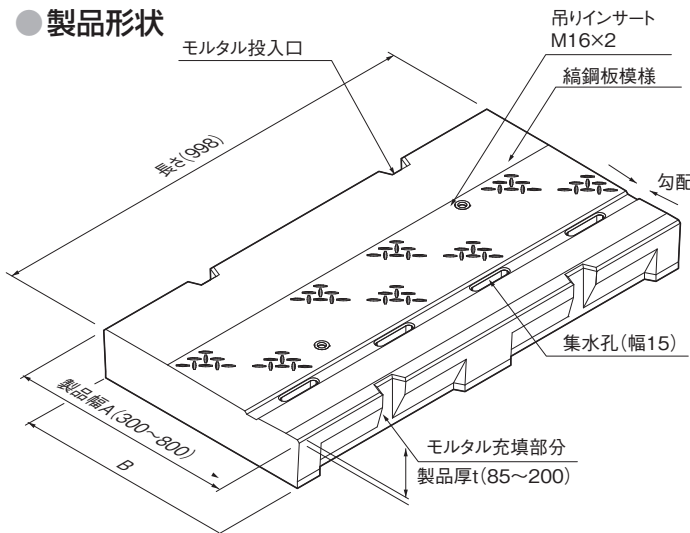 ●製品形状
モルタル投入口
吊りインサート
M16×2
縞鋼板模様
長さ(998)
勾配
集水孔(幅15)
製品幅A(300〜800)
B
モルタル充填部分
製品厚t(85〜200)